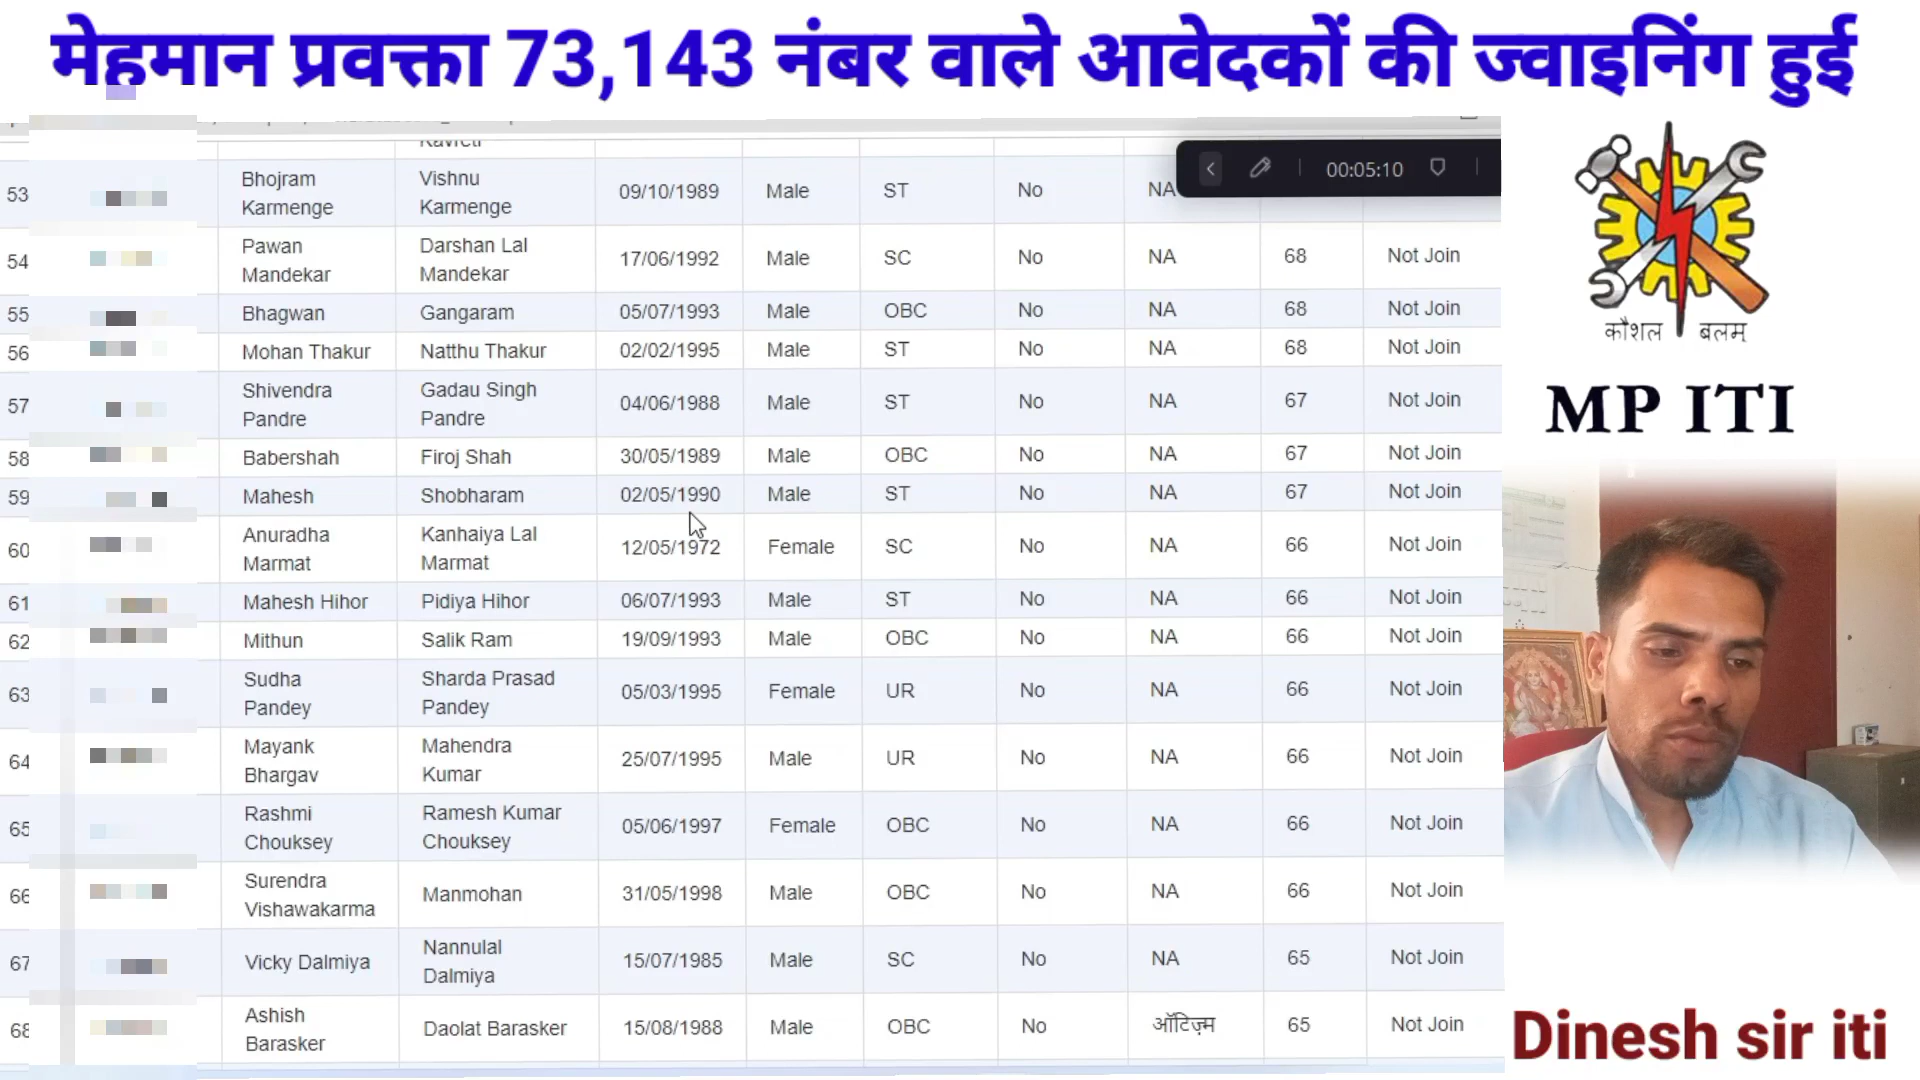 मेहमान प्रवक्ता 73,143 नंबर वाले आवेदकों की ज्वाइनिंग हुई
00:05:10
53 Bhojram Karmenge Vishnu Karmenge 09/10/1989 Male ST No NA
54 Pawan Mandekar Darshan Lal Mandekar 17/06/1992 Male SC No NA 68 Not Join
55 Bhagwan Gangaram 05/07/1993 Male OBC No NA 68 Not Join
56 Mohan Thakur Natthu Thakur 02/02/1995 Male ST No NA 68 Not Join
57 Shivendra Pandre Gadau Singh Pandre 04/06/1988 Male ST No NA 67 Not Join
58 Babershah Firoj Shah 30/05/1989 Male OBC No NA 67 Not Join
59 Mahesh Shobharam 02/05/1990 Male ST No NA 67 Not Join
60 Anuradha Marmat Kanhaiya Lal Marmat 12/05/1972 Female SC No NA 66 Not Join
61 Mahesh Hihor Pidiya Hihor 06/07/1993 Male ST No NA 66 Not Join
62 Mithun Salik Ram 19/09/1993 Male OBC No NA 66 Not Join
63 Sudha Pandey Sharda Prasad Pandey 05/03/1995 Female UR No NA 66 Not Join
64 Mayank Bhargav Mahendra Kumar 25/07/1995 Male UR No NA 66 Not Join
65 Rashmi Chouksey Ramesh Kumar Chouksey 05/06/1997 Female OBC No NA 66 Not Join
66 Surendra Vishawakarma Manmohan 31/05/1998 Male OBC No NA 66 Not Join
67 Vicky Dalmiya Nannulal Dalmiya 15/07/1985 Male SC No NA 65 Not Join
68 Ashish Barasker Daolat Barasker 15/08/1988 Male OBC No ऑटिज़्म 65 Not Join
कौशल बलम्
MP ITI
Dinesh sir iti